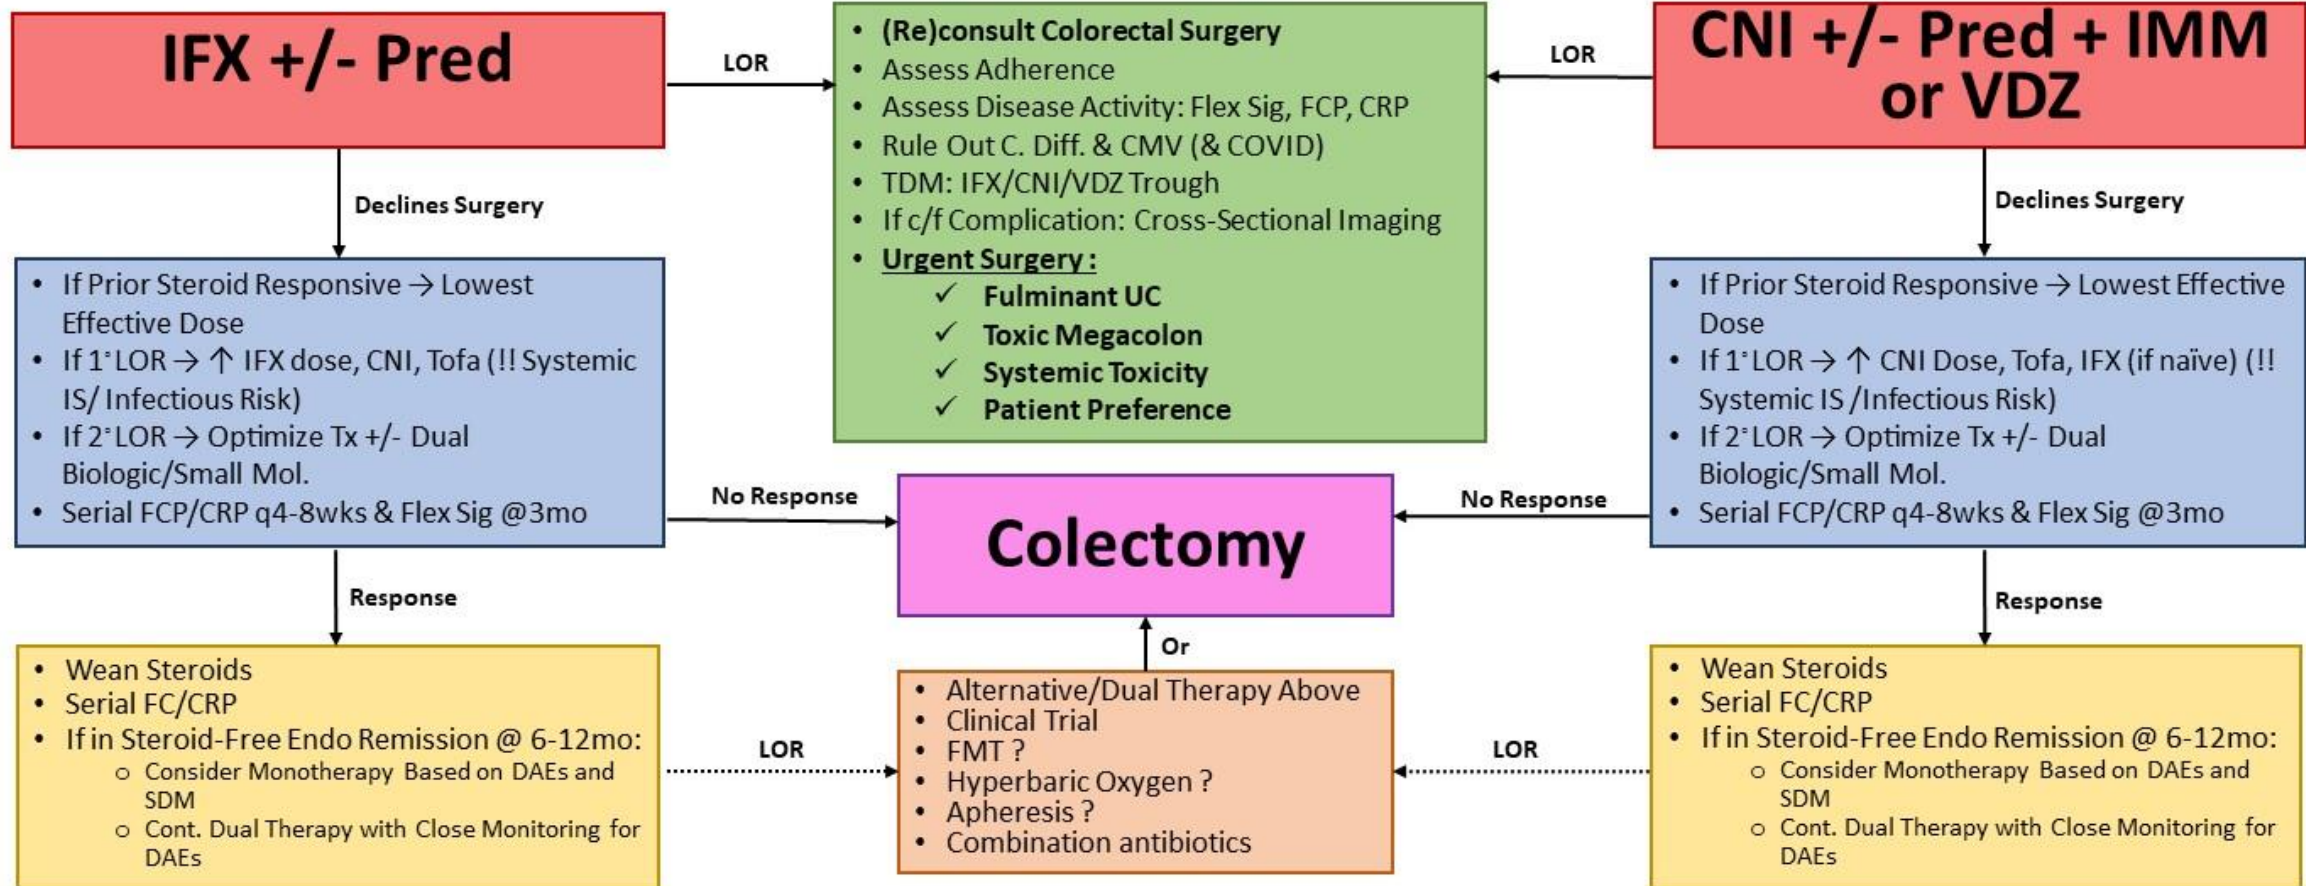 IFX +/- Pred
LOR
• (Re)consult Colorectal Surgery
• Assess Adherence
• Assess Disease Activity: Flex Sig, FCP, CRP
• Rule Out C. Diff. & CMV (& COVID)
• TDM: IFX/CNI/VDZ Trough
• If c/f Complication: Cross-Sectional Imaging
• Urgent Surgery :
✓ Fulminant UC
✓ Toxic Megacolon
✓ Systemic Toxicity
✓ Patient Preference
LOR
CNI +/- Pred + IMM
or VDZ
Declines Surgery
• If Prior Steroid Responsive → Lowest
Effective Dose
• If 1° LOR → ↑ IFX dose, CNI, Tofa (!! Systemic
IS/ Infectious Risk)
• If 2° LOR → Optimize Tx +/- Dual
Biologic/Small Mol.
• Serial FCP/CRP q4-8wks & Flex Sig @3mo
Declines Surgery
• If Prior Steroid Responsive → Lowest Effective
Dose
• If 1° LOR → ↑ CNI Dose, Tofa, IFX (if naïve) (!!
Systemic IS /Infectious Risk)
• If 2° LOR → Optimize Tx +/- Dual
Biologic/Small Mol.
• Serial FCP/CRP q4-8wks & Flex Sig @3mo
No Response
Colectomy
No Response
Response
Response
• Wean Steroids
• Serial FC/CRP
• If in Steroid-Free Endo Remission @ 6-12mo:
o Consider Monotherapy Based on DAEs and
SDM
o Cont. Dual Therapy with Close Monitoring for
DAEs
LOR
Or
• Alternative/Dual Therapy Above
• Clinical Trial
• FMT ?
• Hyperbaric Oxygen ?
• Apheresis ?
• Combination antibiotics
LOR
• Wean Steroids
• Serial FC/CRP
• If in Steroid-Free Endo Remission @ 6-12mo:
o Consider Monotherapy Based on DAEs and
SDM
o Cont. Dual Therapy with Close Monitoring for
DAEs